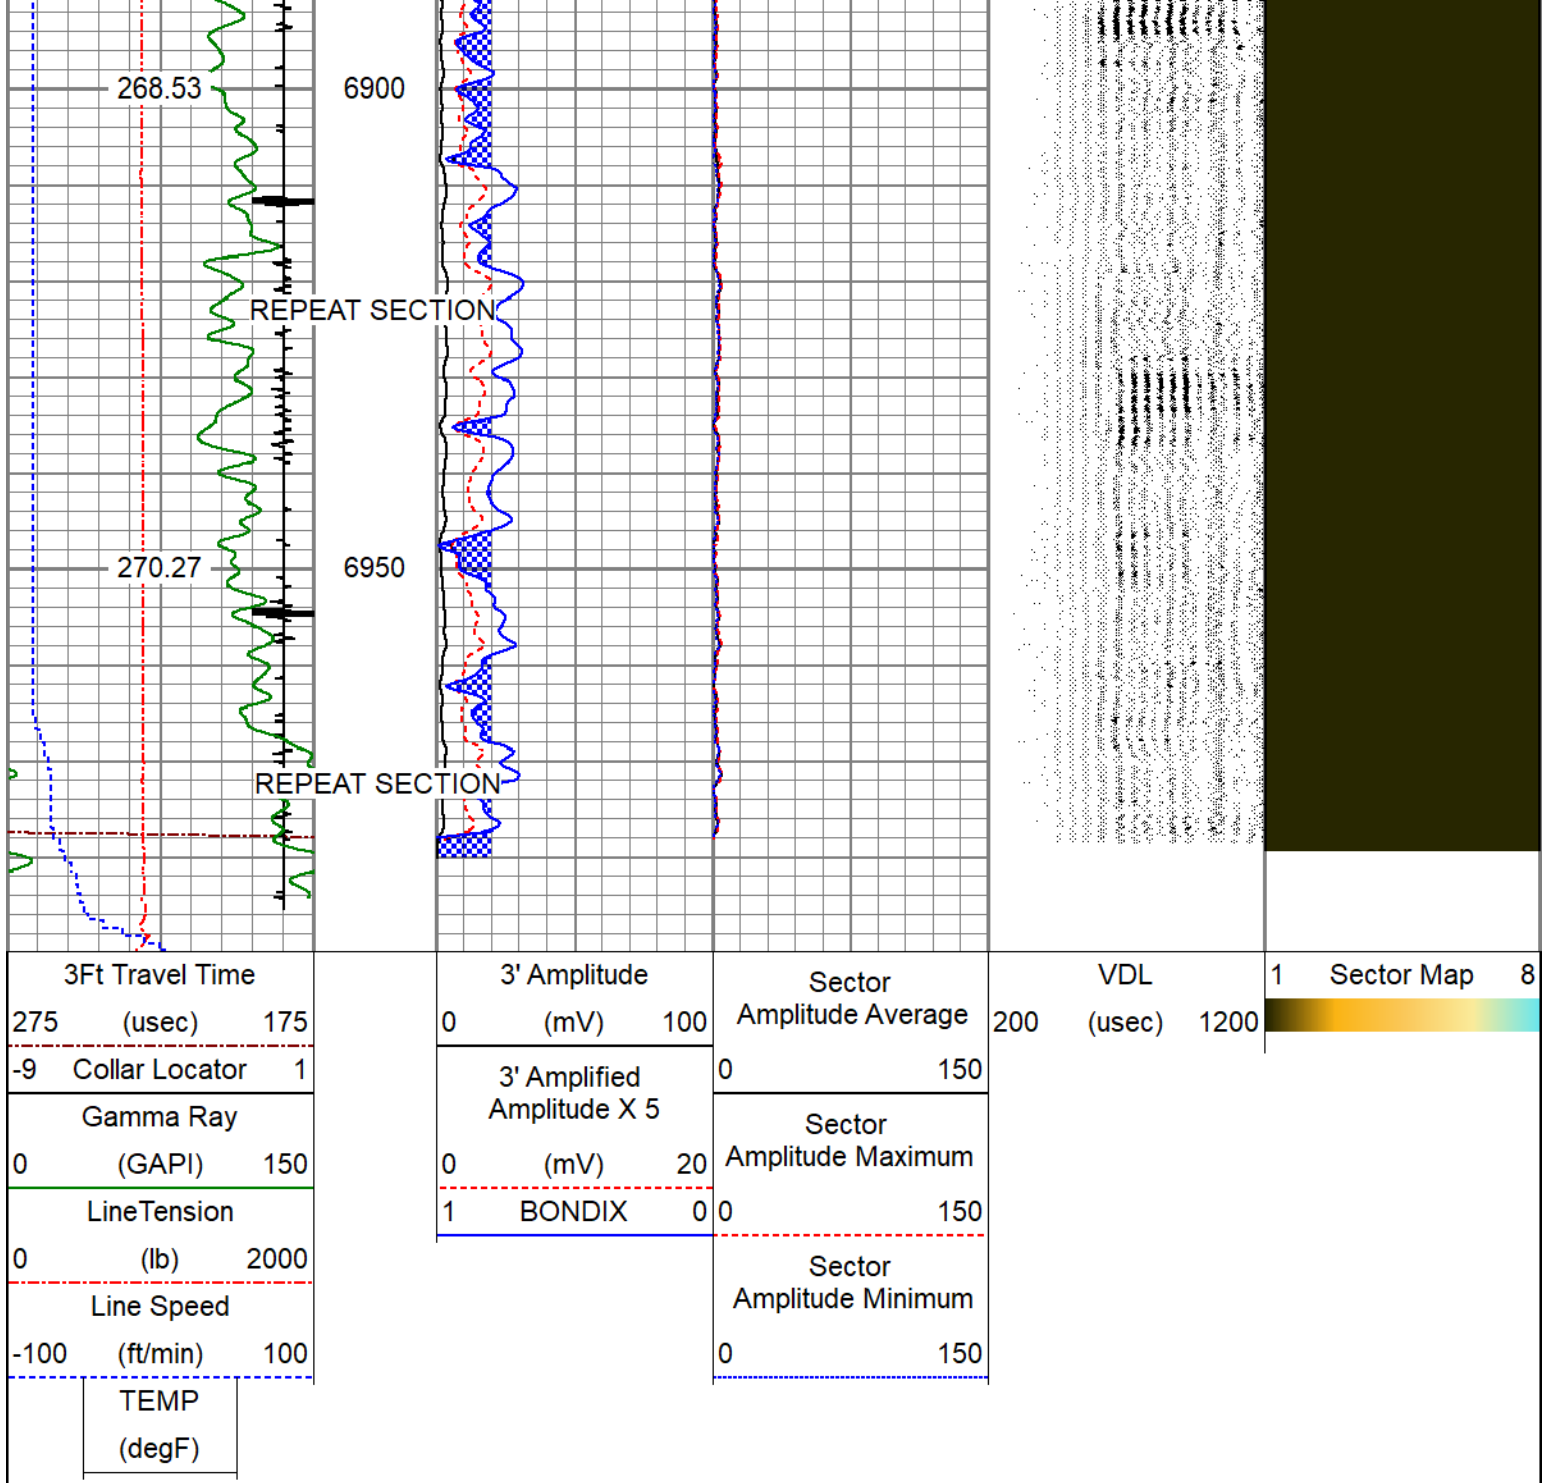 268.53 6900
REPEAT SECTION
270.27 6950
REPEAT SECTION
3Ft Travel Time
275 (usec) 175
-9 Collar Locator 1
Gamma Ray
0 (GAPI) 150
LineTension
0 (lb) 2000
Line Speed
-100 (ft/min) 100
TEMP
(degF)
3' Amplitude
0 (mV) 100
3' Amplified
Amplitude X 5
0 (mV) 20
1 BONDIX 0
Sector
Amplitude Average
0 150
Sector
Amplitude Maximum
0 150
Sector
Amplitude Minimum
0 150
VDL
200 (usec) 1200
1 Sector Map 8